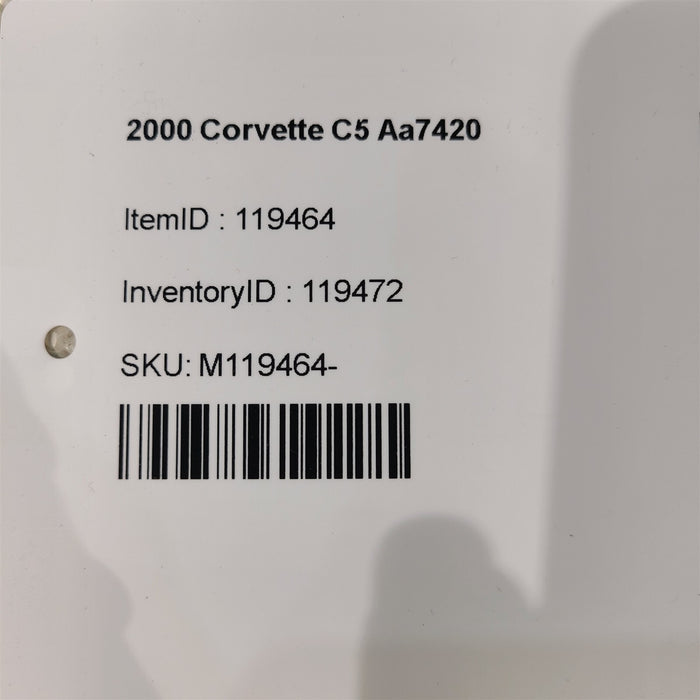 2000 Corvette C5 Aa7420
ItemID : 119464
InventoryID : 119472
SKU: M119464-